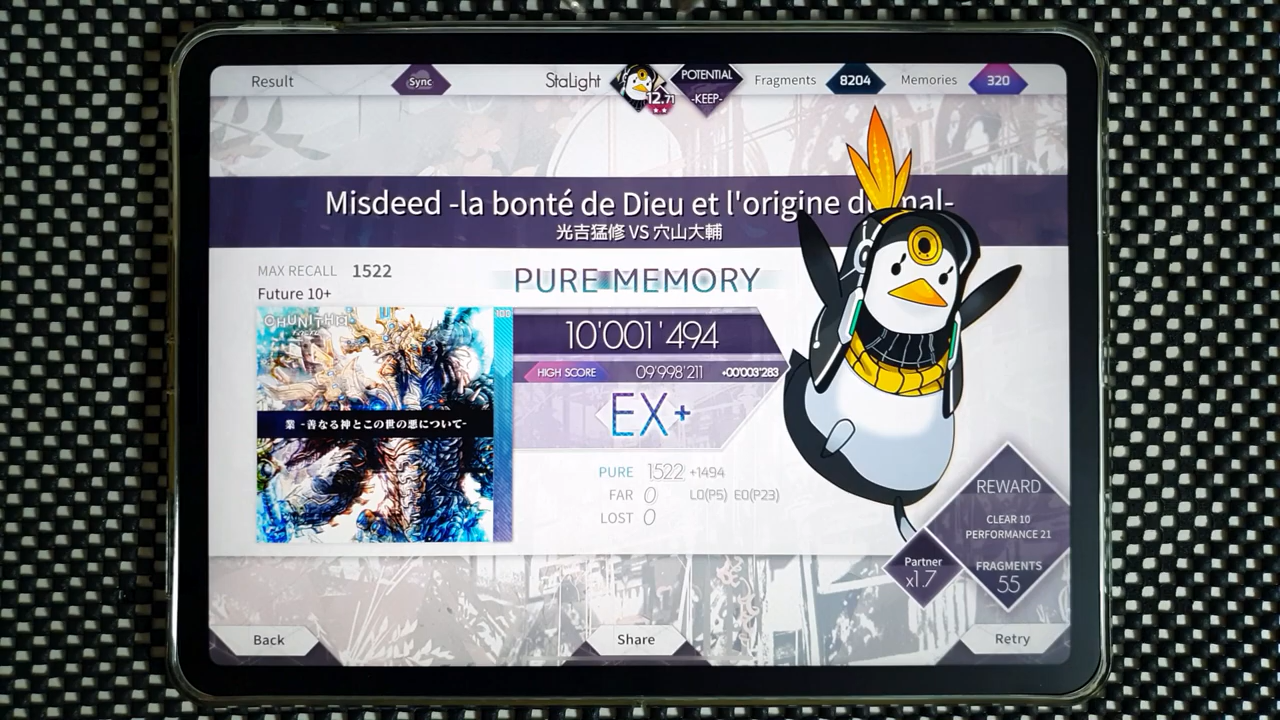 Result
Sync
StaLight
12.71
POTENTIAL
-KEEP-
Fragments
8204
Memories
320
Misdeed -la bonté de Dieu et l'origine du mal-
光吉猛修 VS 穴山大輔
MAX RECALL 1522
Future 10+
PURE MEMORY
CHUNITHM
業 -善なる神とこの世の悪について-
10'001'494
HIGH SCORE 09'998'211 +00'003'283
EX+
PURE 1522 +1494
FAR 0 L0(P5) E0(P23)
LOST 0
REWARD
CLEAR 10
PERFORMANCE 21
FRAGMENTS
55
Partner
x1.7
Back
Share
Retry